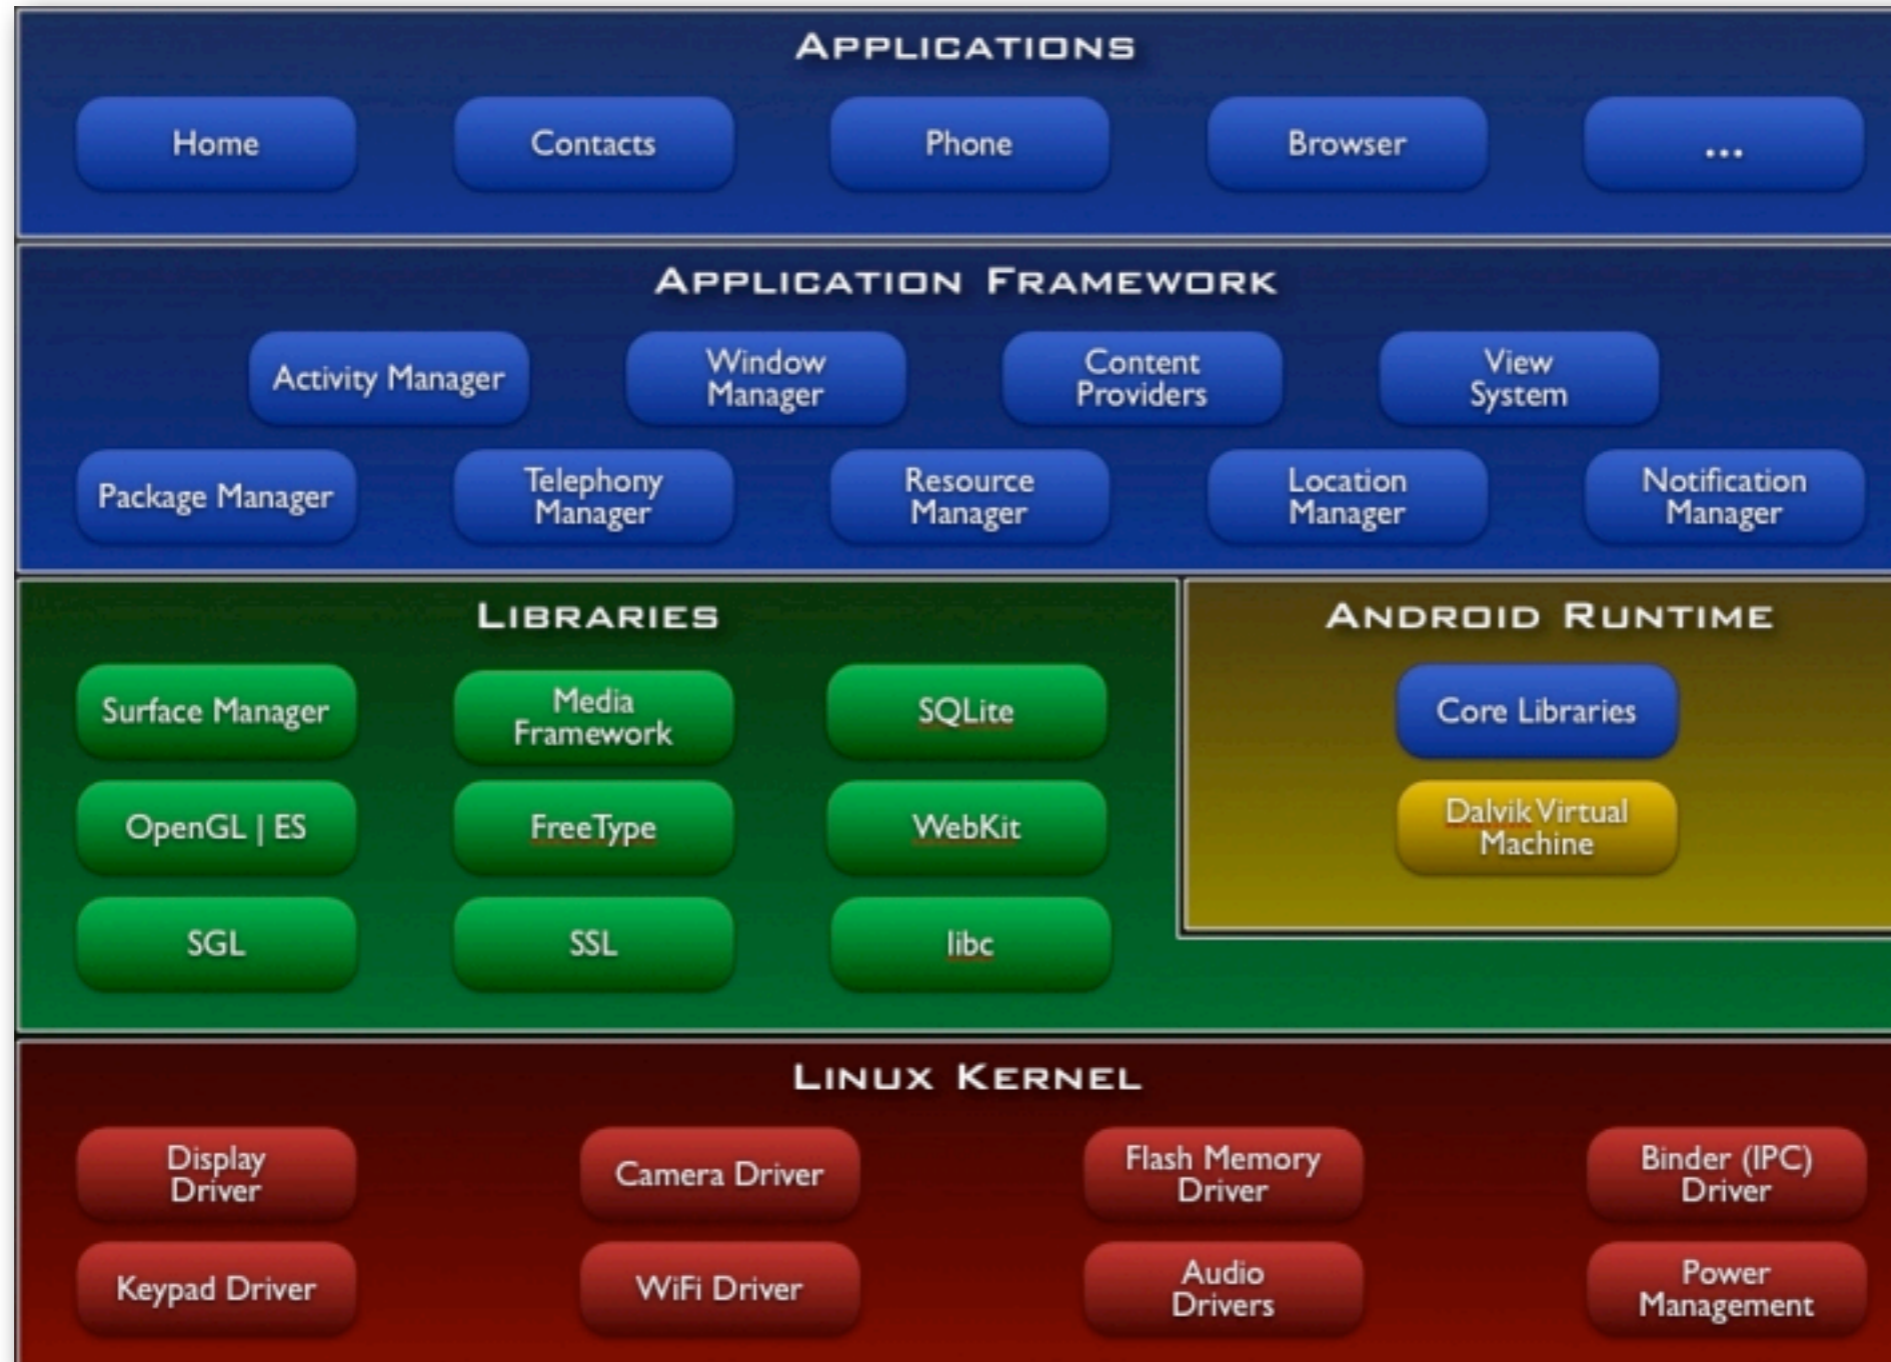 APPLICATIONS
Home
Contacts
Phone
Browser
...
APPLICATION FRAMEWORK
Activity Manager
Window
Manager
Content
Providers
View
System
Package Manager
Telephony
Manager
Resource
Manager
Location
Manager
Notification
Manager
LIBRARIES
Surface Manager
Media
Framework
SQLite
OpenGL | ES
FreeType
WebKit
SGL
SSL
libc
ANDROID RUNTIME
Core Libraries
Dalvik Virtual
Machine
LINUX KERNEL
Display
Driver
Camera Driver
Flash Memory
Driver
Binder (IPC)
Driver
Keypad Driver
WiFi Driver
Audio
Drivers
Power
Management